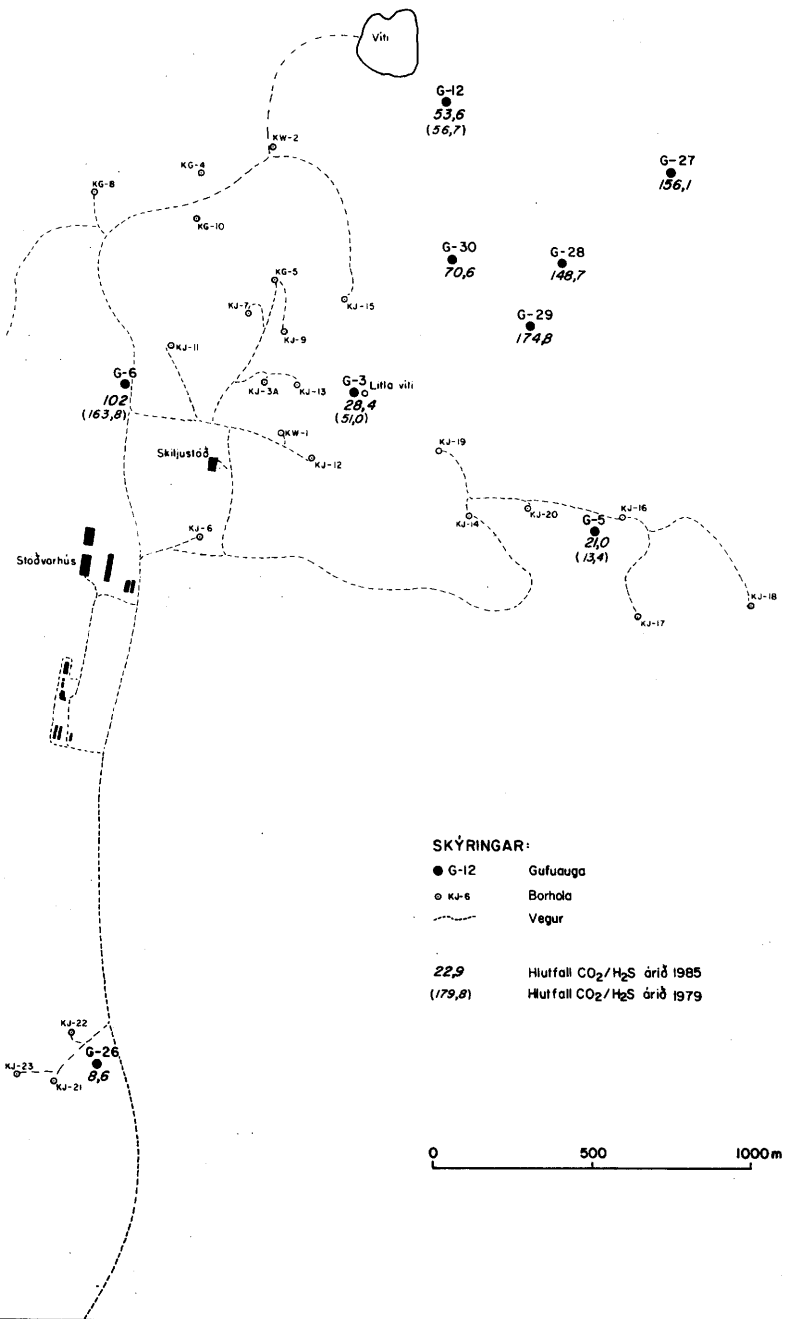 Víti
G-12
53,6
(56,7)
KW-2
G-27
156,1
KG-4
KG-8
KG-10
G-30
70,6
G-28
148,7
KG-5
KJ-15
KJ-7
G-29
174,8
KJ-9
KJ-11
G-6
102
(163,8)
KJ-3A
KJ-13
G-3
Litla víti
28,4
(51,0)
KW-1
KJ-12
Skiljustöð
KJ-19
KJ-14
KJ-20
KJ-16
G-5
21,0
(13,4)
KJ-6
Stöðvarhús
KJ-18
KJ-17
SKÝRINGAR:
G-12 Gufuauga
KJ-6 Borhola
Vegur
22,9 Hlutfall CO₂/H₂S árið 1985
(179,8) Hlutfall CO₂/H₂S árið 1979
KJ-22
G-26
8,6
KJ-23
KJ-21
0 500 1000 m